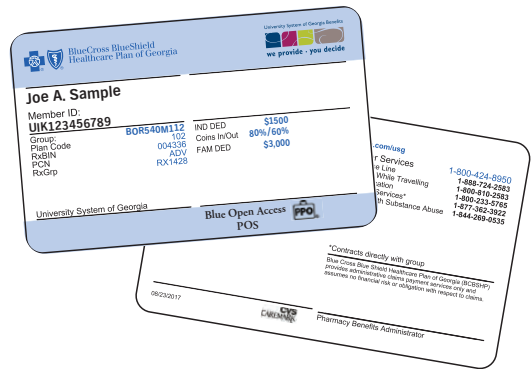 BlueCross BlueShield
Healthcare Plan of Georgia
University System of Georgia Benefits
we provide - you decide
Joe A. Sample
Member ID:
UIK123456789
Group: BOR540M112
Plan Code 102
RxBIN 004336
PCN ADV
RxGrp RX1428
IND DED $1500
Coins In/Out 80%/60%
FAM DED $3,000
University System of Georgia
Blue Open Access
POS
PPO
.com/usg
r Services 1-800-424-8950
e Line 1-888-724-2583
While Travelling 1-800-810-2583
ation 1-800-233-5765
Services* 1-877-362-3922
th Substance Abuse 1-844-269-0535
*Contracts directly with group
Blue Cross Blue Shield Healthcare Plan of Georgia (BCBSHP)
provides administrative claims payment services only and
assumes no financial risk or obligation with respect to claims.
08/23/2017
CVS
CAREMARK
Pharmacy Benefits Administrator